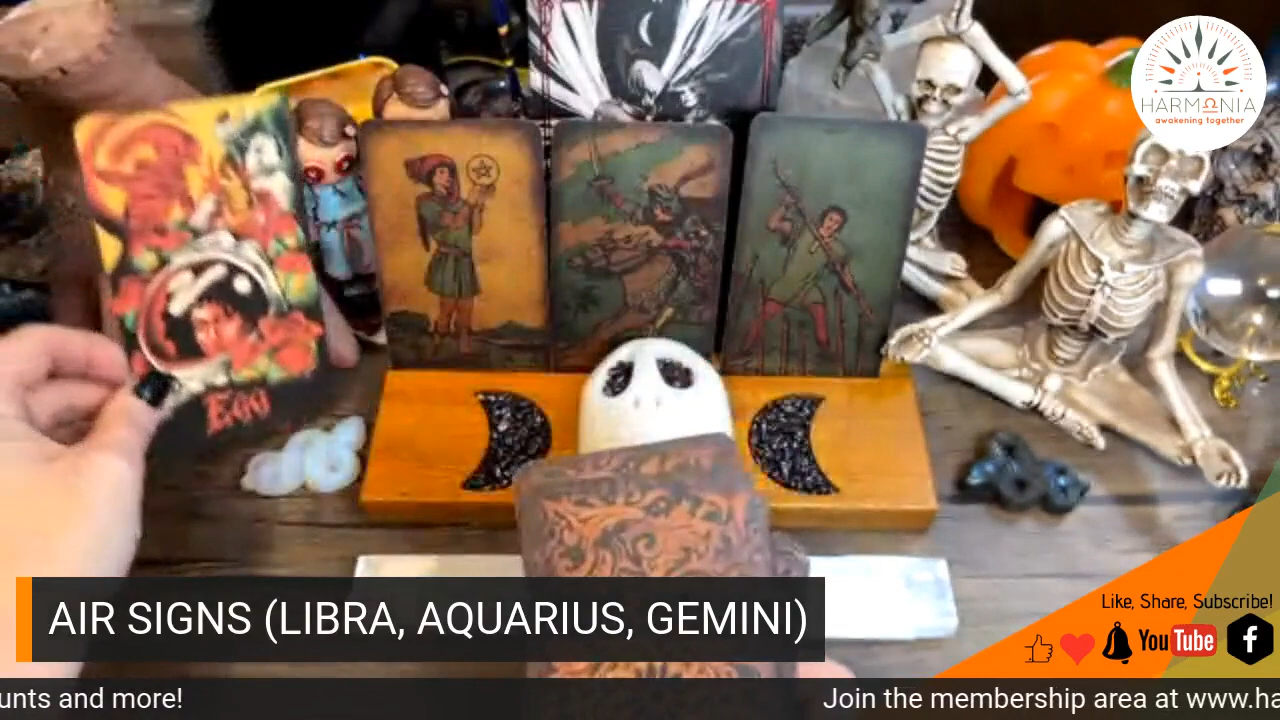 HARMΩNIA
awakening together
EGO
AIR SIGNS (LIBRA, AQUARIUS, GEMINI)
Like, Share, Subscribe!
YouTube
unts and more!
Join the membership area at www.ha